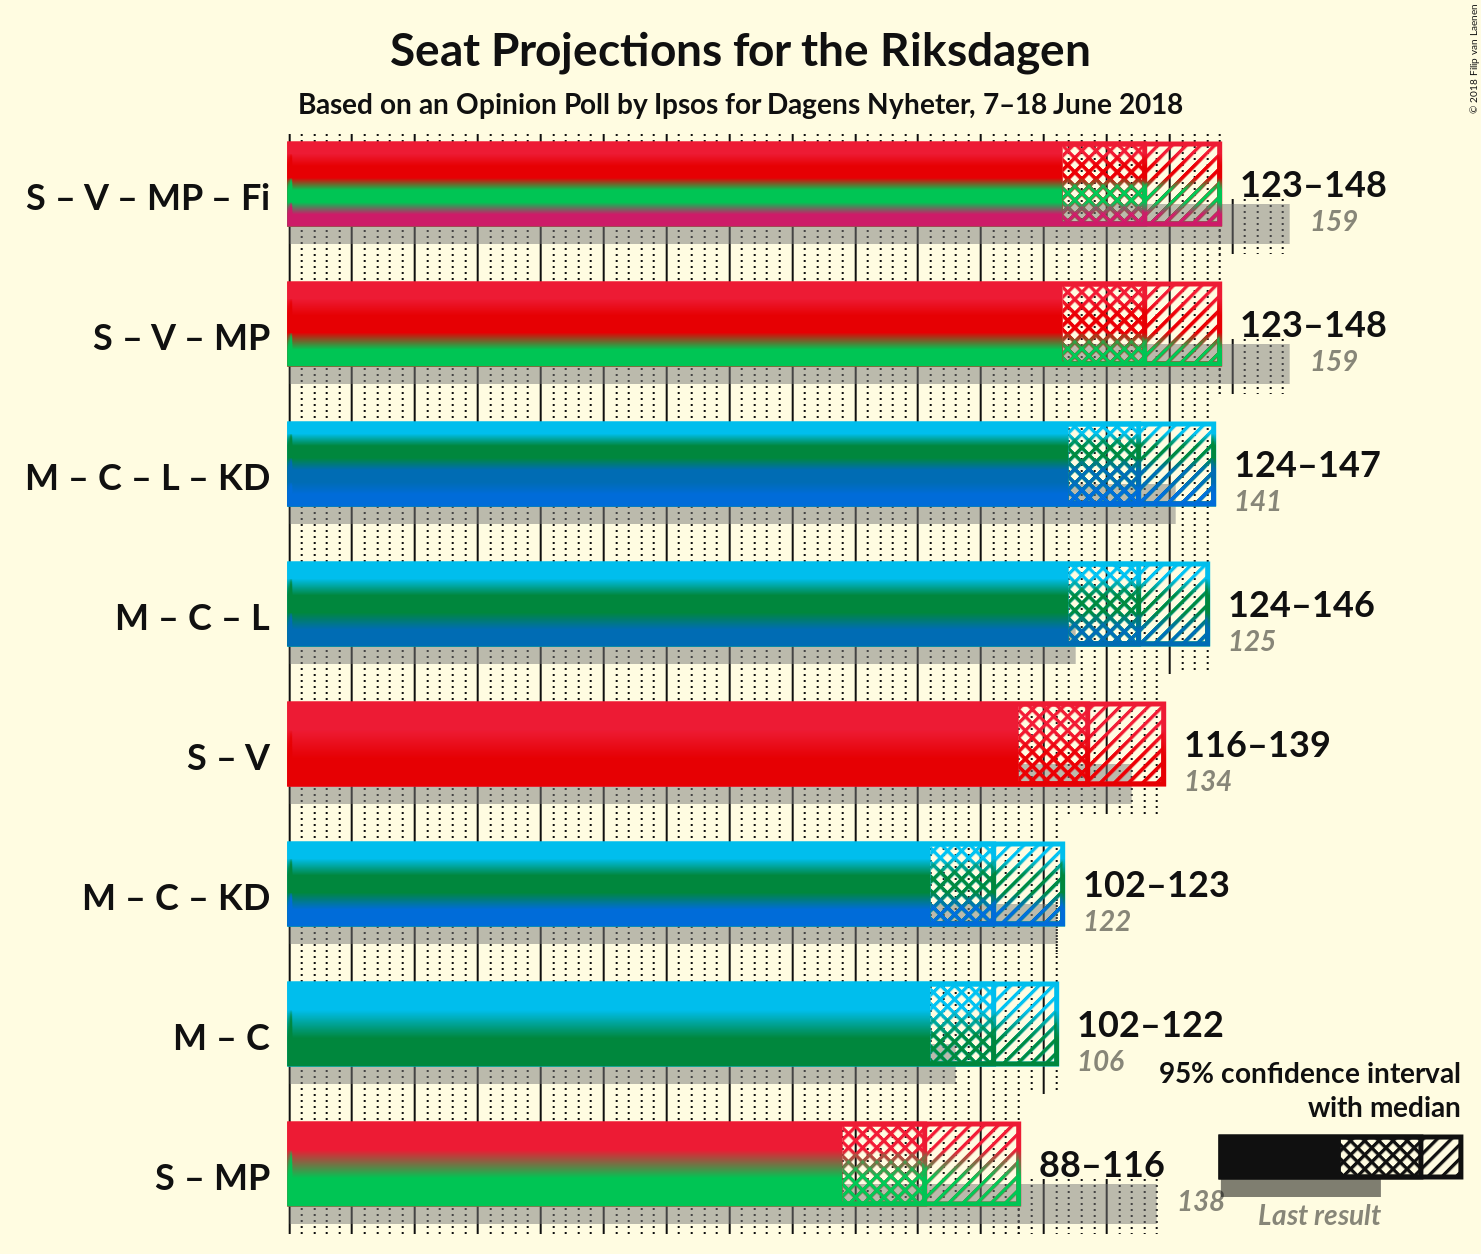 Seat Projections for the Riksdagen
Based on an Opinion Poll by Ipsos for Dagens Nyheter, 7–18 June 2018
© 2018 Filip van Laenen
S – V – MP – Fi
123–148
159
S – V – MP
123–148
159
M – C – L – KD
124–147
141
M – C – L
124–146
125
S – V
116–139
134
M – C – KD
102–123
122
M – C
102–122
106
S – MP
88–116
138
95% confidence interval
with median
Last result